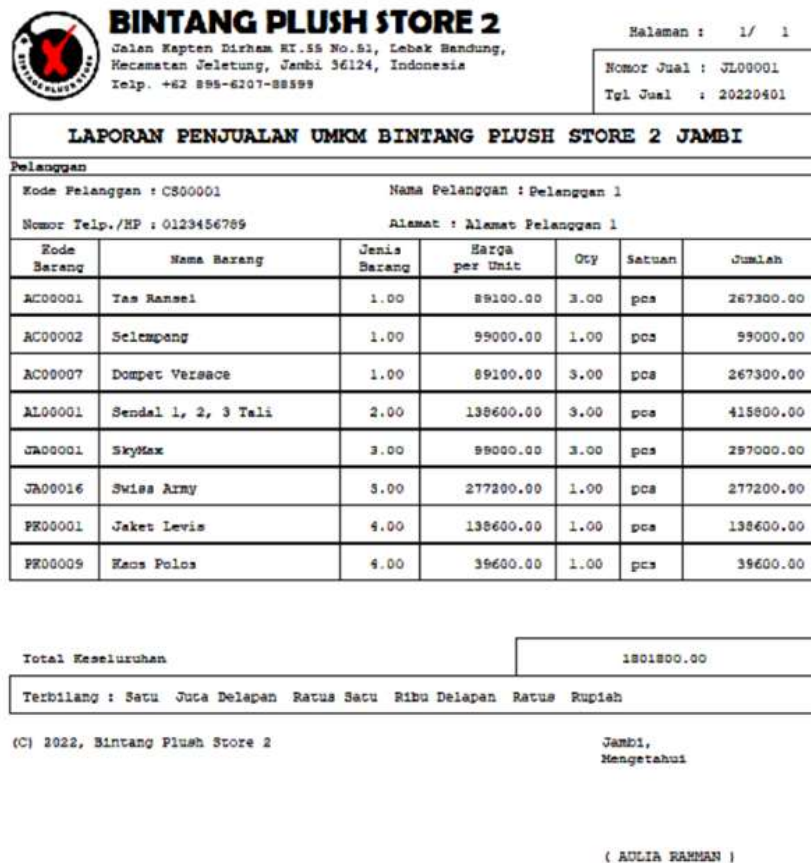 BINTANG PLUSH STORE 2
Jalan Kapten Dirham RT.55 No.51, Lebak Bandung,
Kecamatan Jeletung, Jambi 36124, Indonesia
Telp. +62 895-6207-88599
Halaman : 1/ 1
Nomor Jual : JL00001
Tgl Jual : 20220401
LAPORAN PENJUALAN UMKM BINTANG PLUSH STORE 2 JAMBI
Pelanggan
Kode Pelanggan : CS00001 Nama Pelanggan : Pelanggan 1
Nomor Telp./HP : 0123456789 Alamat : Alamat Pelanggan 1
Kode Barang Nama Barang Jenis Barang Harga per Unit Qty Satuan Jumlah
AC00001 Tas Ransel 1.00 89100.00 3.00 pcs 267300.00
AC00002 Selempang 1.00 99000.00 1.00 pcs 99000.00
AC00007 Dompet Versace 1.00 89100.00 3.00 pcs 267300.00
AL00001 Sendal 1, 2, 3 Tali 2.00 138600.00 3.00 pcs 415800.00
JA00001 SkyMax 3.00 99000.00 3.00 pcs 297000.00
JA00016 Swiss Army 3.00 277200.00 1.00 pcs 277200.00
PK00001 Jaket Levis 4.00 138600.00 1.00 pcs 138600.00
PK00009 Kaos Polos 4.00 39600.00 1.00 pcs 39600.00
Total Keseluruhan 1801800.00
Terbilang : Satu Juta Delapan Ratus Satu Ribu Delapan Ratus Rupiah
(C) 2022, Bintang Plush Store 2
Jambi,
Mengetahui
( AULIA RAHMAN )